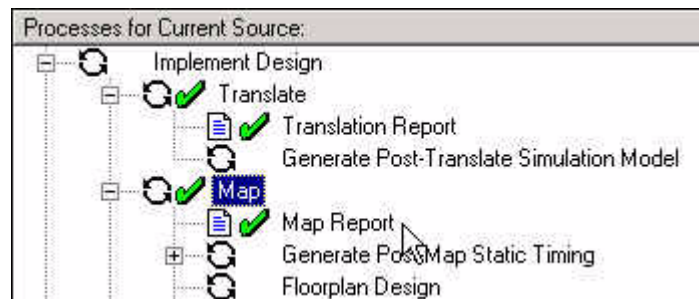 Processes for Current Source:
Implement Design
Translate
Translation Report
Generate Post-Translate Simulation Model
Map
Map Report
Generate Post-Map Static Timing
Floorplan Design